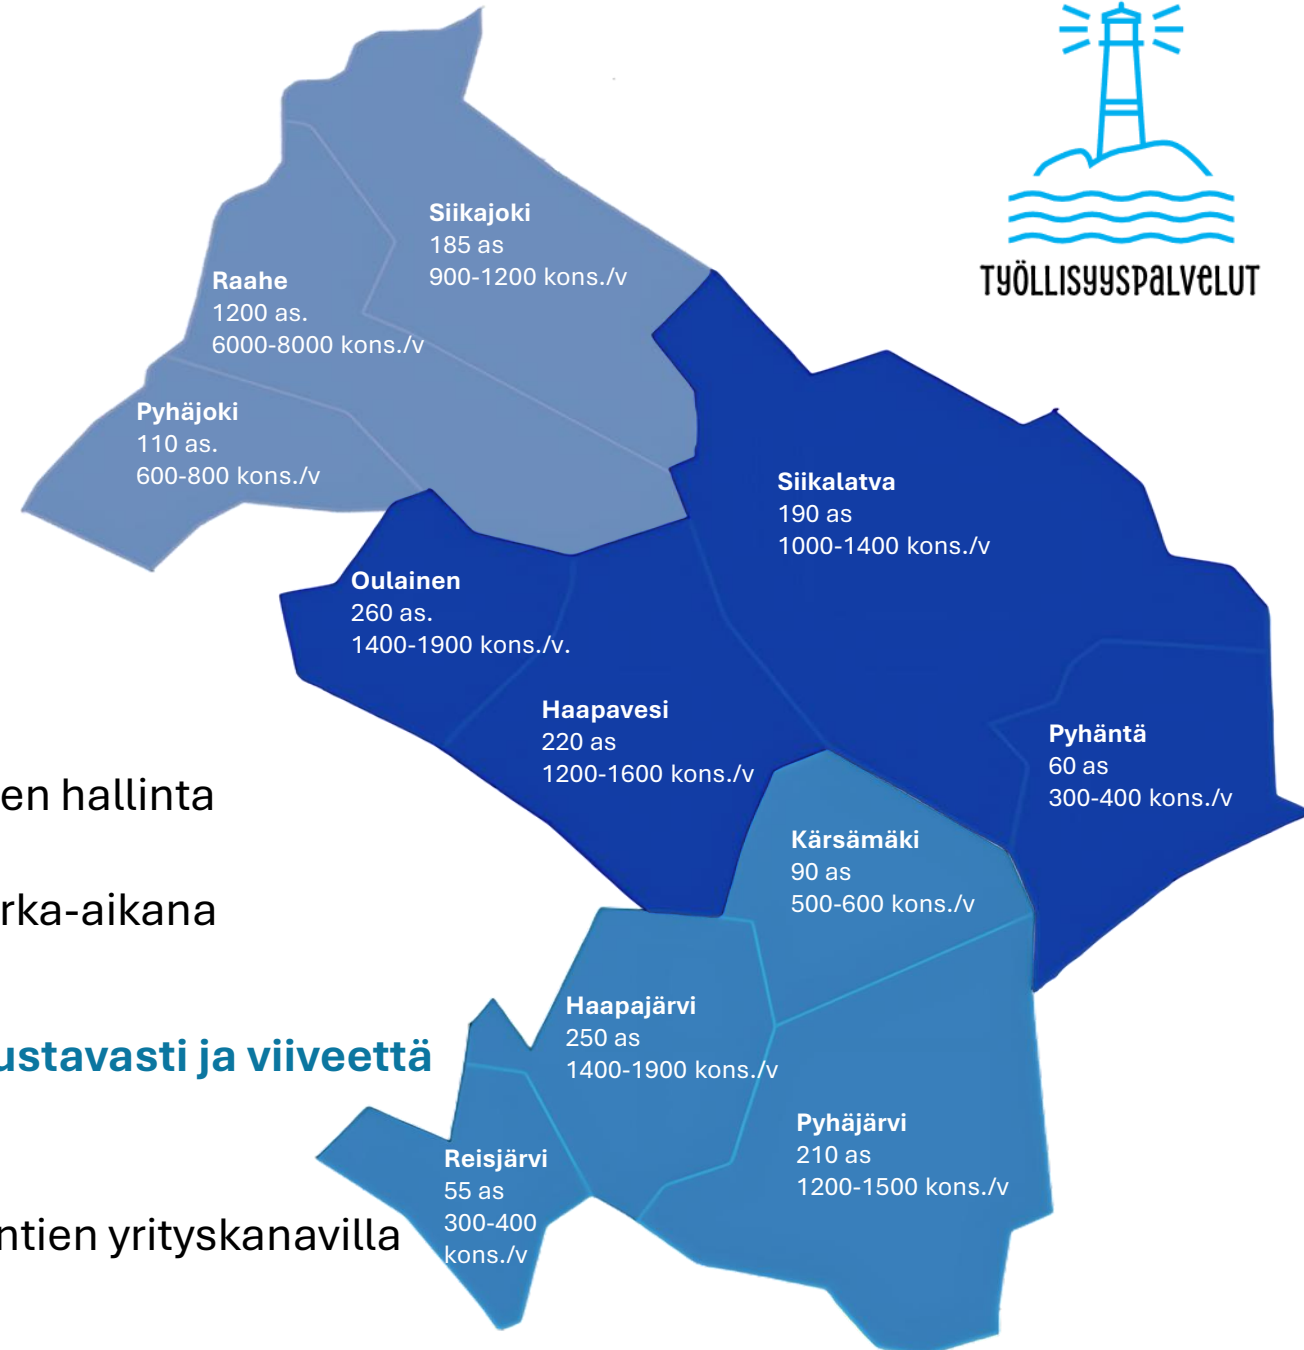 TYÖLLISYYSPALVELUT
Siikajoki
185 as
900-1200 kons./v
Raahe
1200 as.
6000-8000 kons./v
Pyhäjoki
110 as.
600-800 kons./v
Siikalatva
190 as
1000-1400 kons./v
Oulainen
260 as.
1400-1900 kons./v.
Haapavesi
220 as
1200-1600 kons./v
Pyhäntä
60 as
300-400 kons./v
Kärsämäki
90 as
500-600 kons./v
Haapajärvi
250 as
1400-1900 kons./v
Pyhäjärvi
210 as
1200-1500 kons./v
Reisjärvi
55 as
300-400
kons./v
en hallinta
rka-aikana
ustavasti ja viiveettä
ntien yrityskanavilla